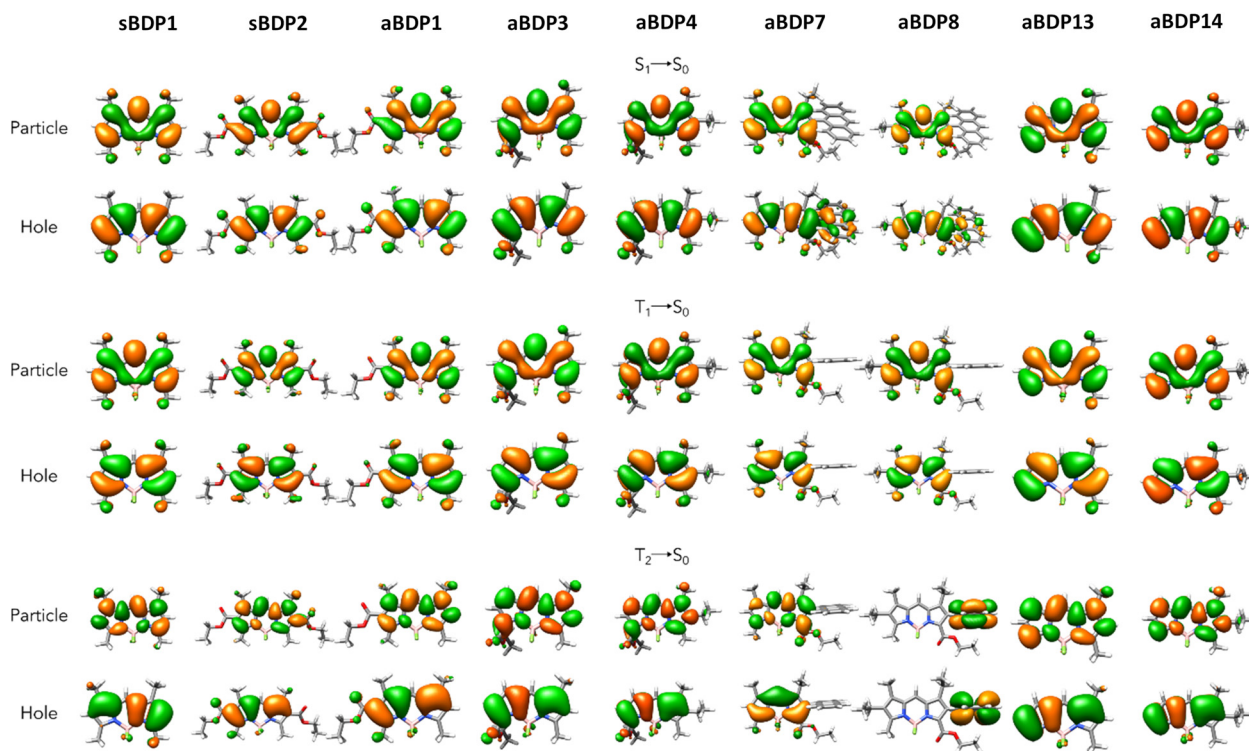 sBDP1 sBDP2 aBDP1 aBDP3 aBDP4 aBDP7 aBDP8 aBDP13 aBDP14
S₁→S₀
Particle
Hole
T₁→S₀
Particle
Hole
T₂→S₀
Particle
Hole